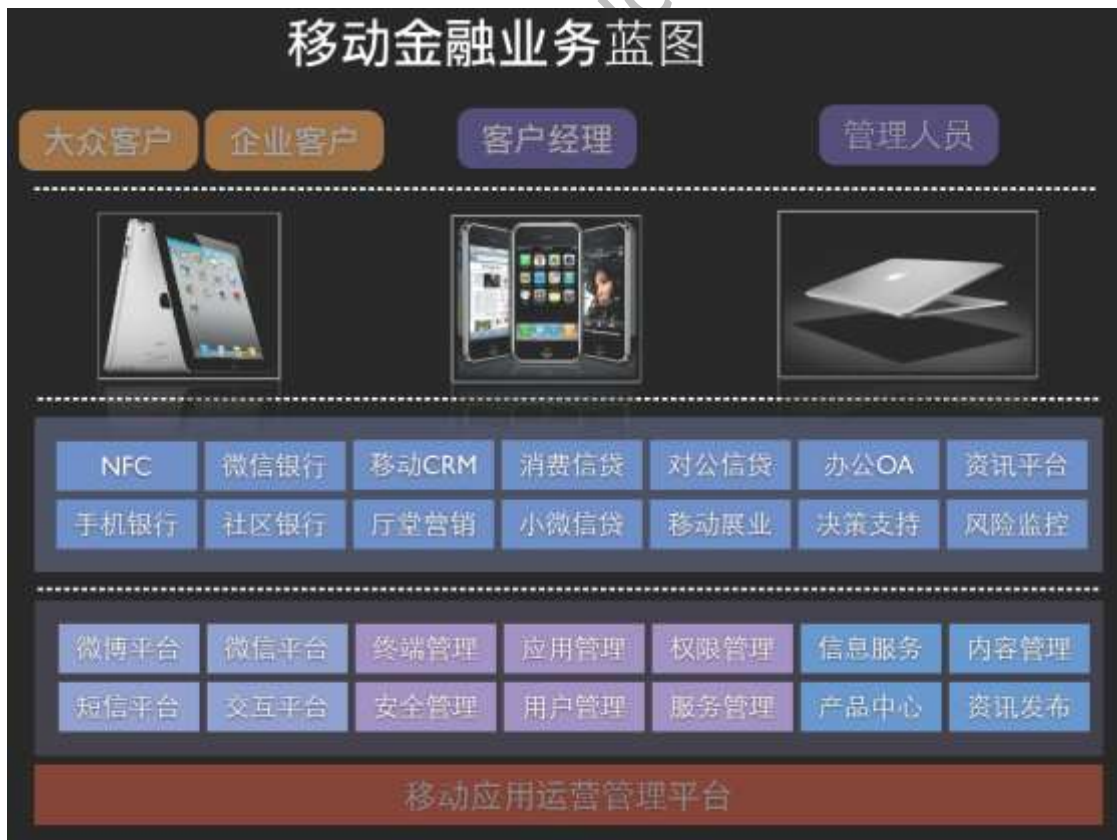 移动金融业务蓝图
大众客户 企业客户 客户经理 管理人员
NFC 微信银行 移动CRM 消费信贷 对公信贷 办公OA 资讯平台
手机银行 社区银行 厅堂营销 小微信贷 移动展业 决策支持 风险监控
微博平台 微信平台 终端管理 应用管理 权限管理 信息服务 内容管理
短信平台 交互平台 安全管理 用户管理 服务管理 产品中心 资讯发布
移动应用运营管理平台